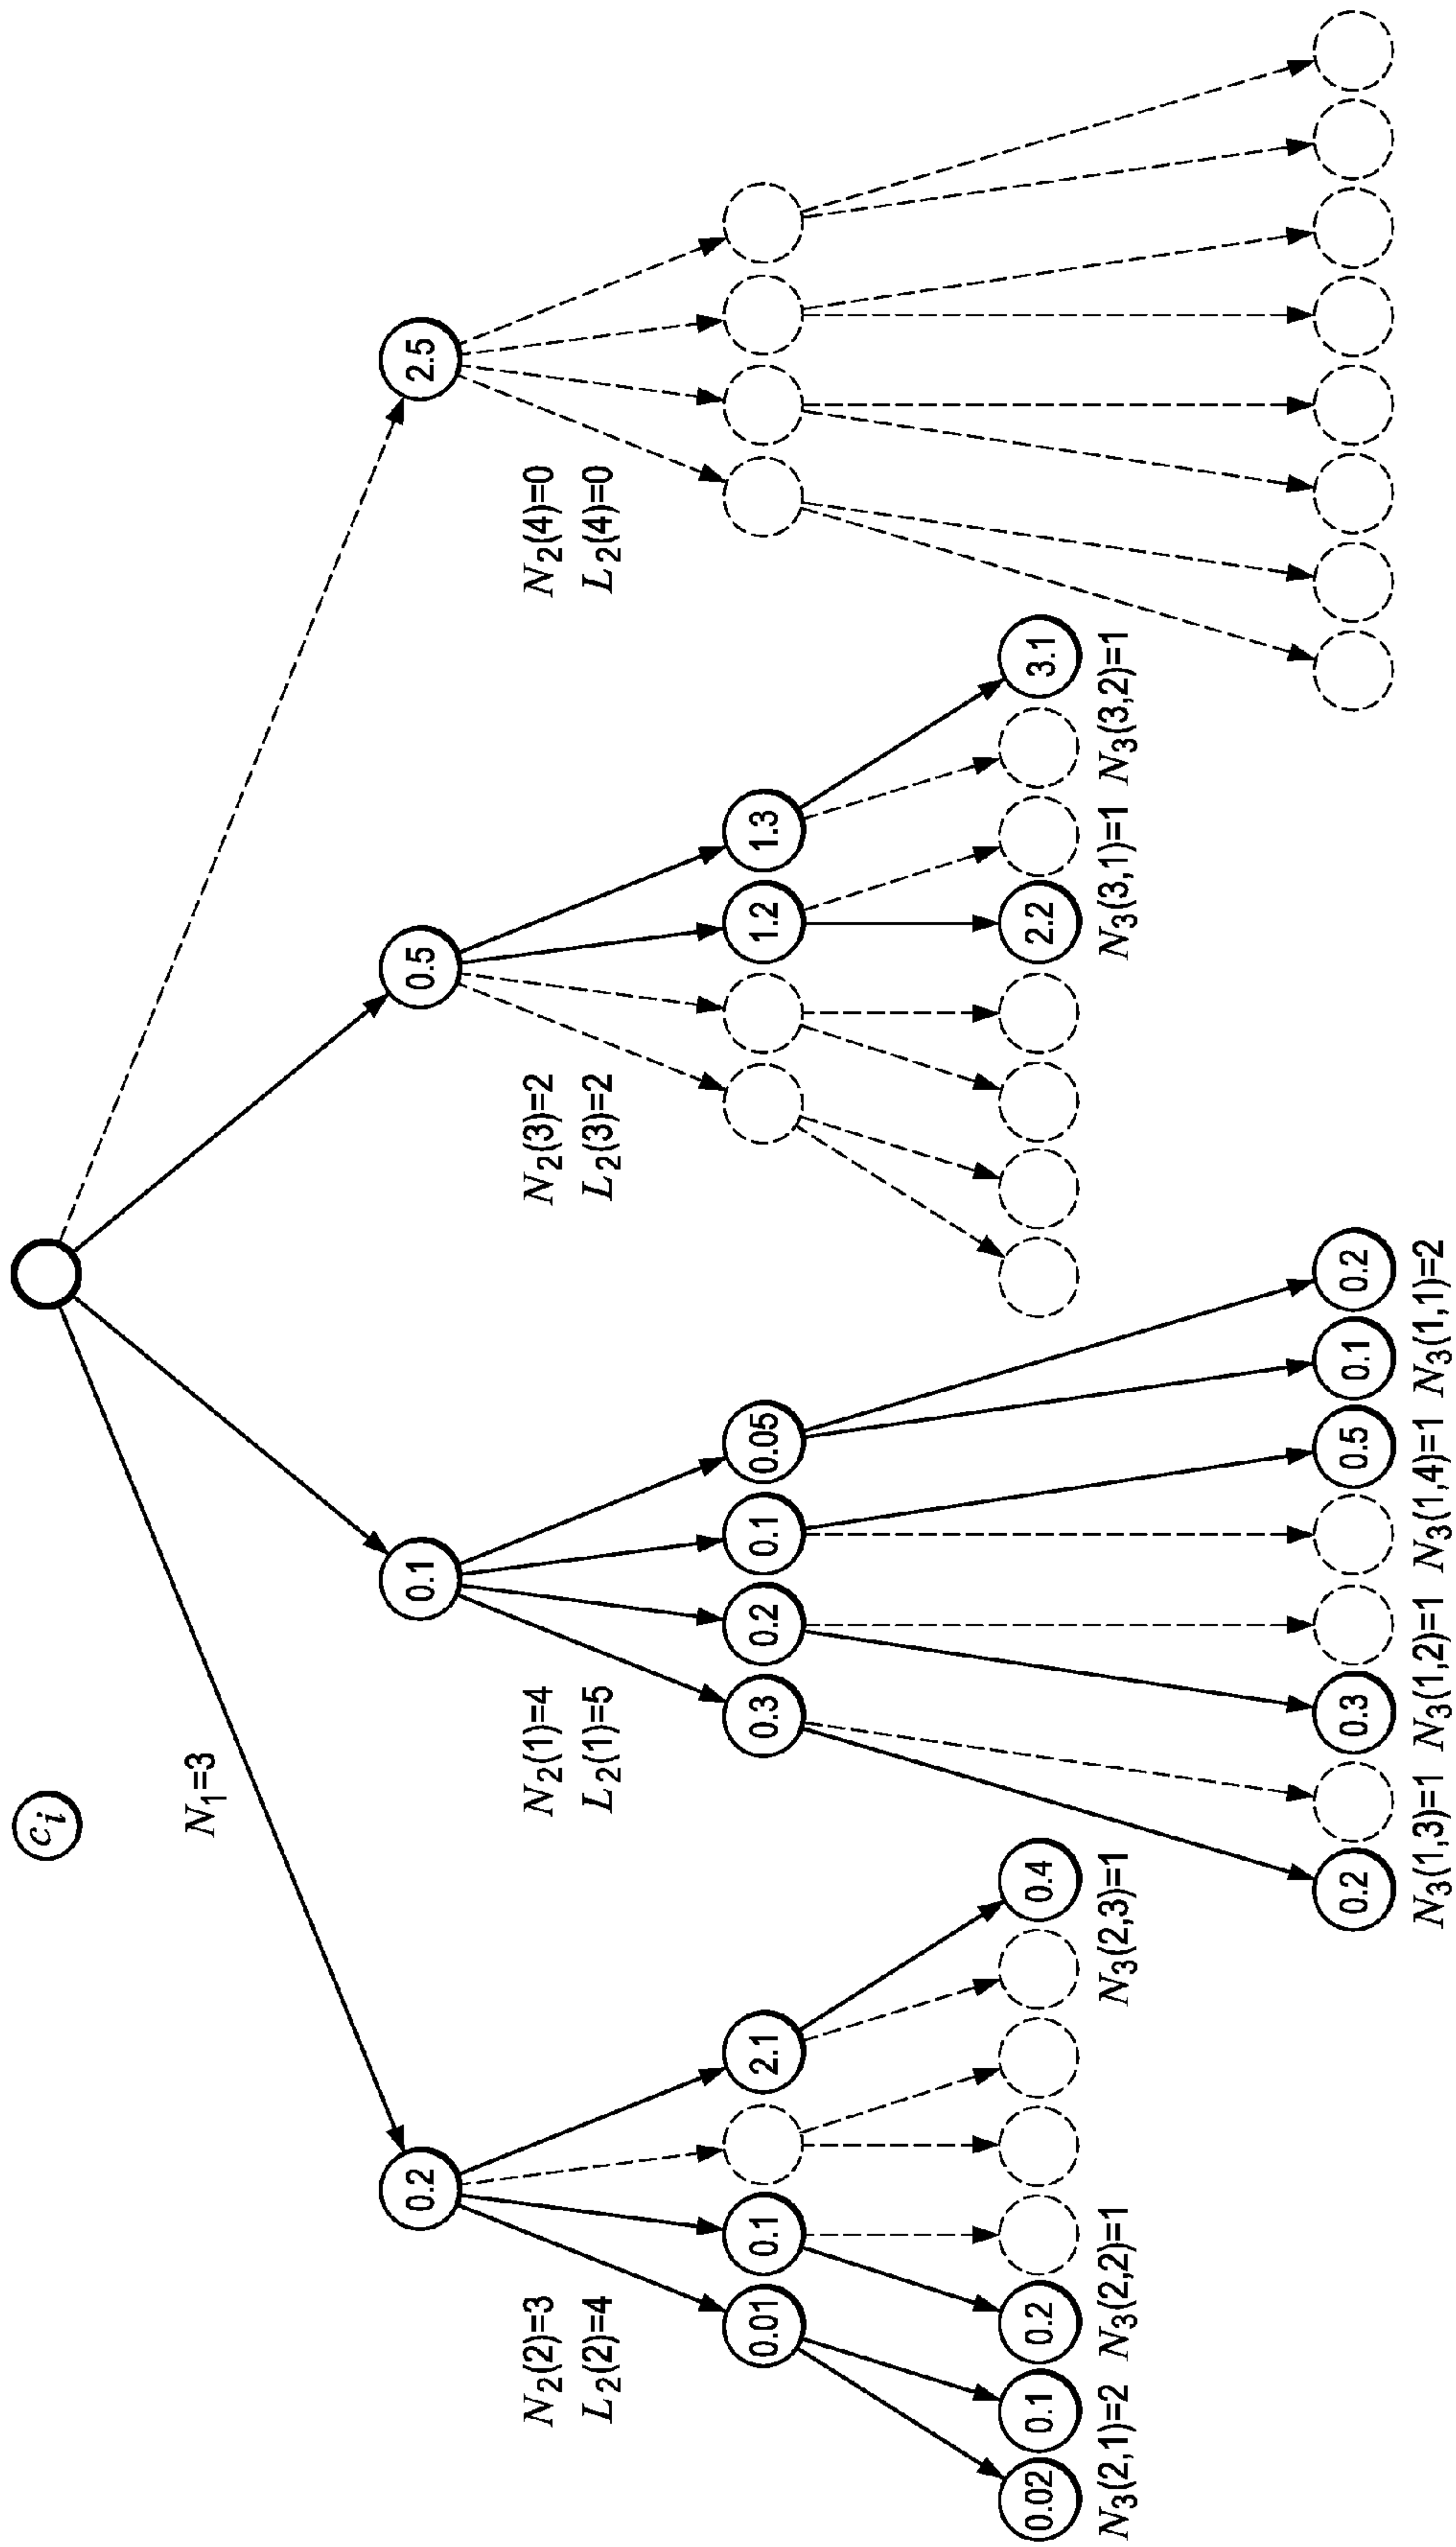 c_i
N_1=3
0.2
0.1
0.5
2.5
N_2(2)=3
L_2(2)=4
N_2(1)=4
L_2(1)=5
N_2(3)=2
L_2(3)=2
N_2(4)=0
L_2(4)=0
0.01
0.1
2.1
0.3
0.2
0.1
0.05
1.2
1.3
0.02
0.1
0.2
0.4
2.2
3.1
N_3(2,1)=2
N_3(2,2)=1
N_3(2,3)=1
N_3(3,1)=1
N_3(3,2)=1
0.2
0.3
0.5
0.1
0.2
N_3(1,3)=1
N_3(1,2)=1
N_3(1,4)=1
N_3(1,1)=2